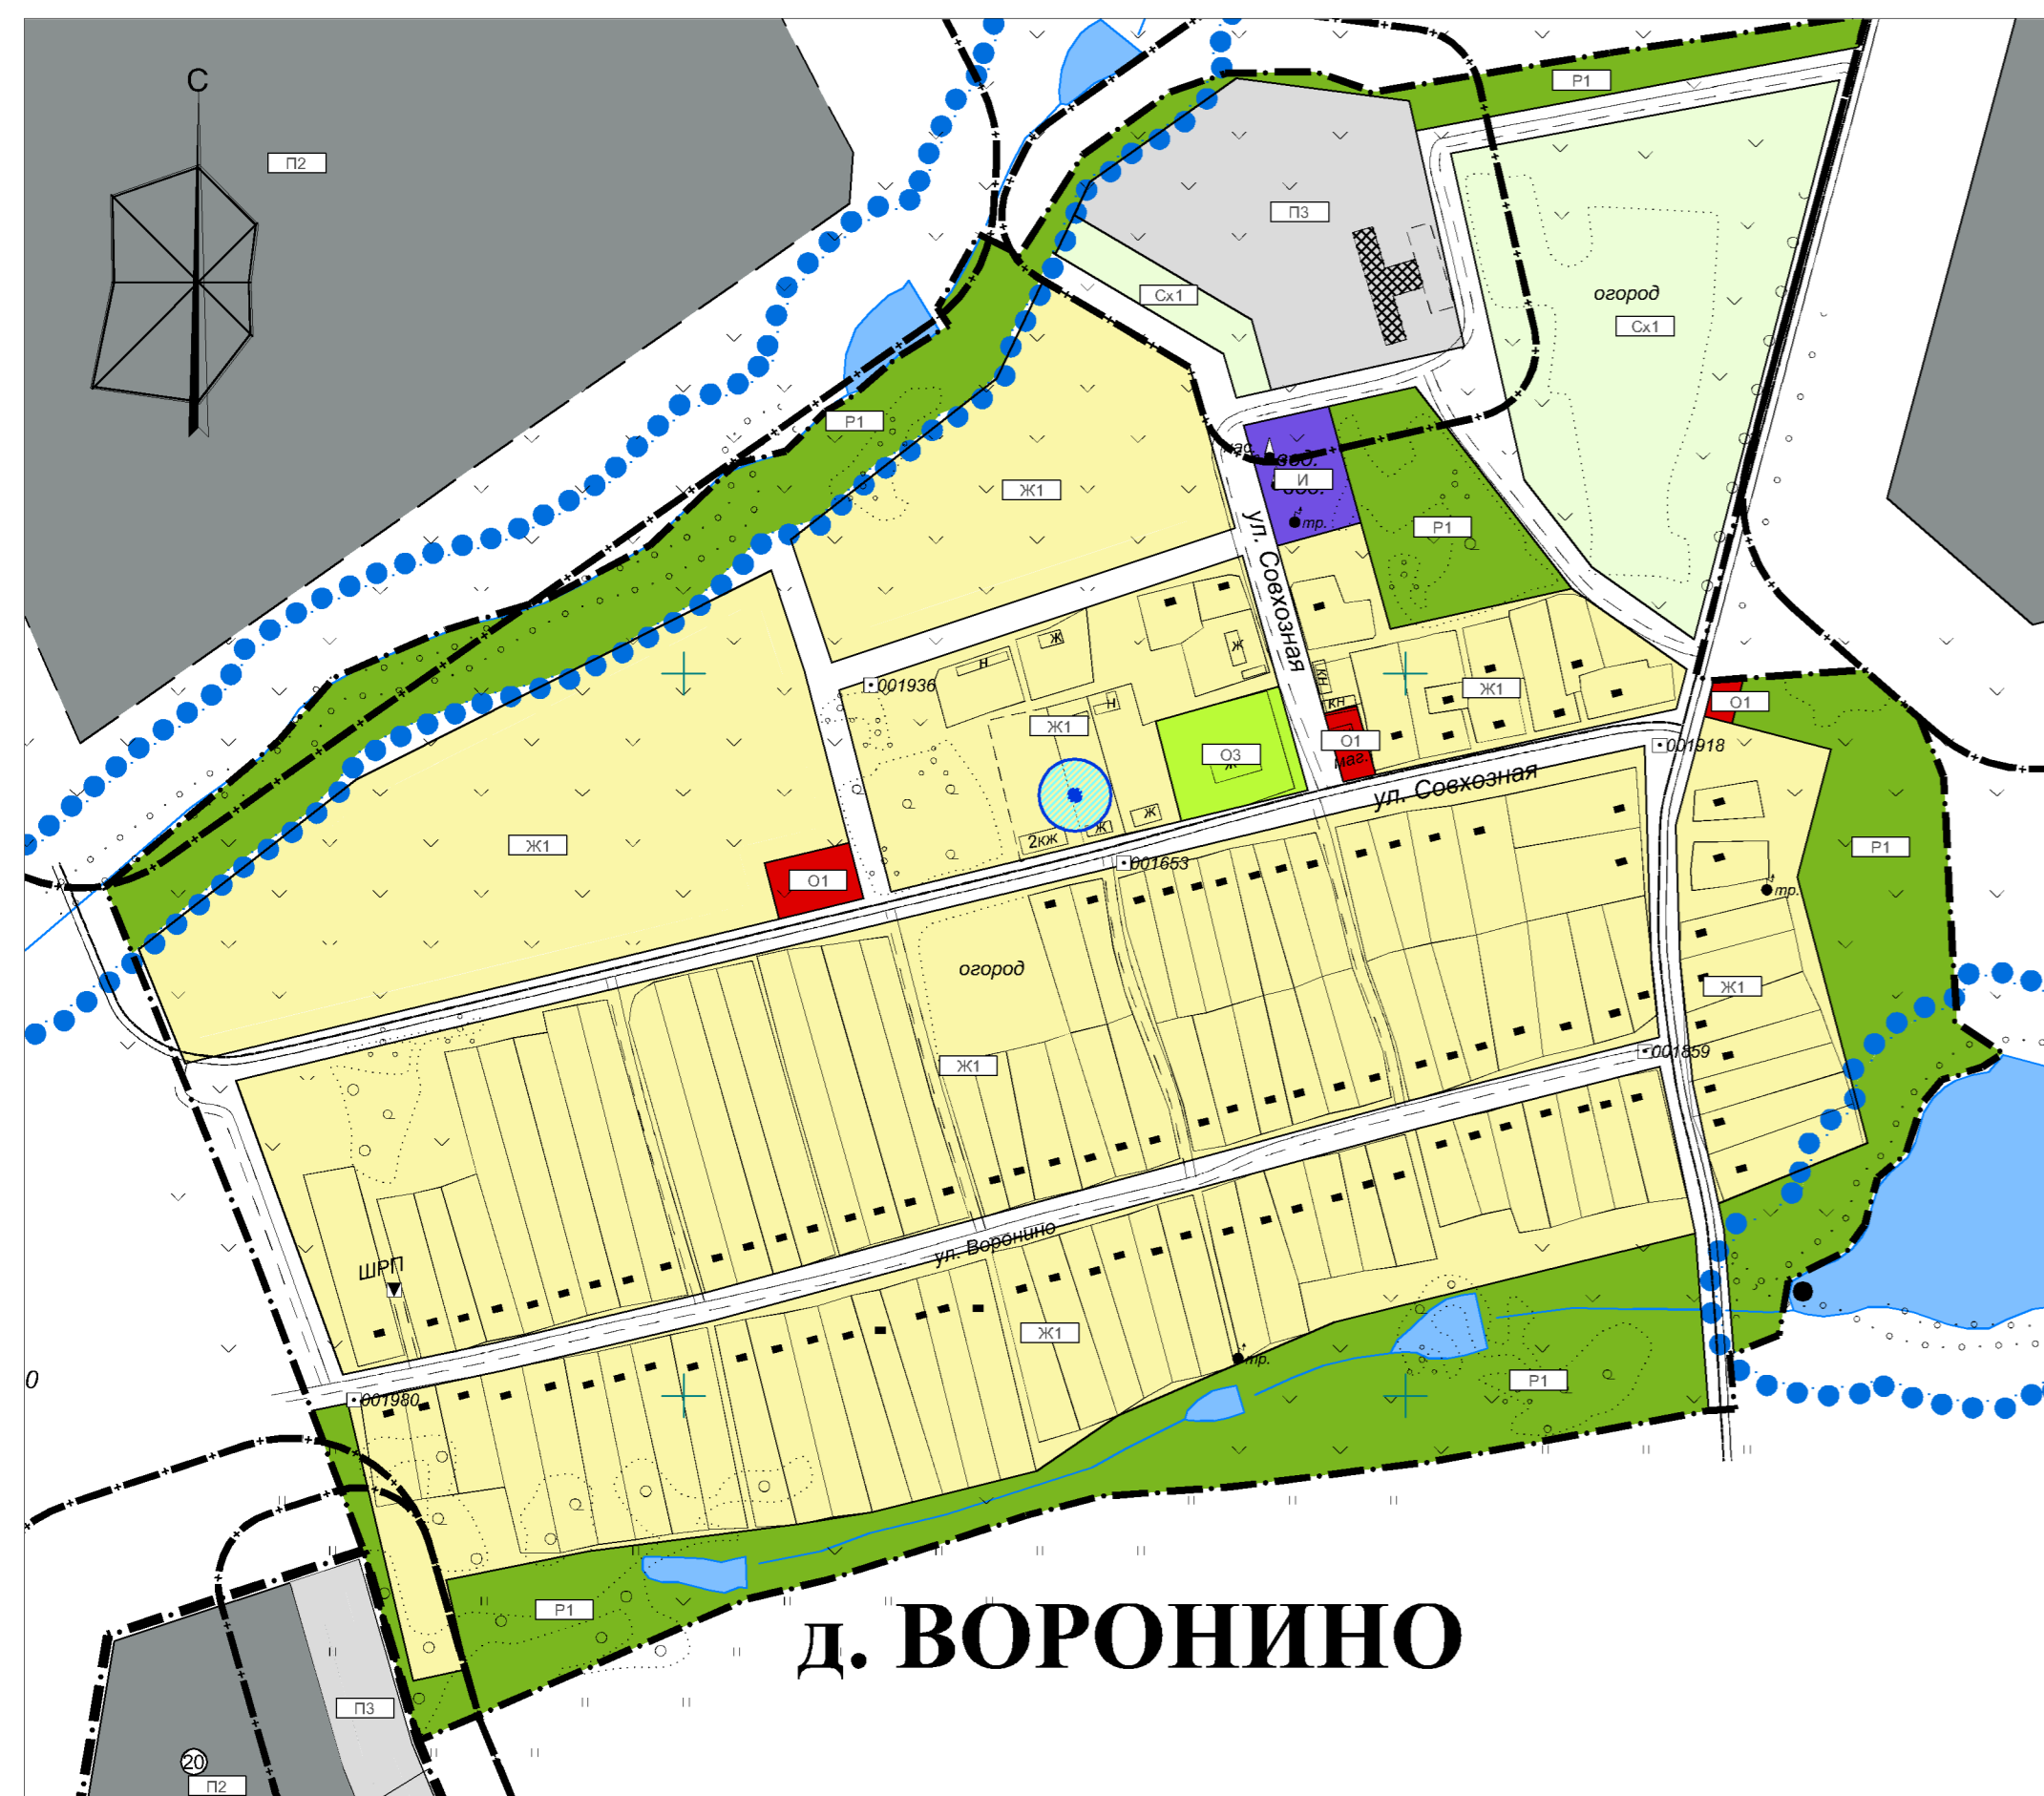 С
П2
Р1
П3
огород
Сх1
Сх1
Р1
нас.
И
тр.
Р1
Ж1
ул. Совхозная
Ж
Н
Ж
КН
КН
001936
Ж1
Н
Ж1
О1
О3
О1
маг.
001918
ул. Совхозная
Ж
Ж
2КЖ
001653
Ж1
О1
Р1
тр.
огород
Ж1
Ж1
001859
ул. Воронино
ШРП
Ж1
тр.
Р1
0
001980
Р1
д. ВОРОНИНО
П3
20
П2